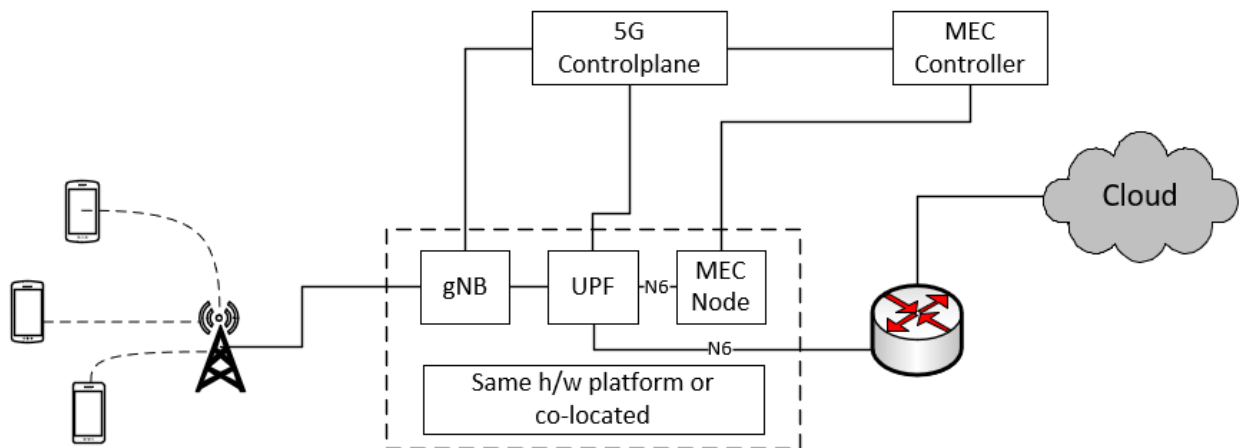 5G
Controlplane
MEC
Controller
Cloud
gNB
UPF
N6
MEC
Node
N6
Same h/w platform or
co-located